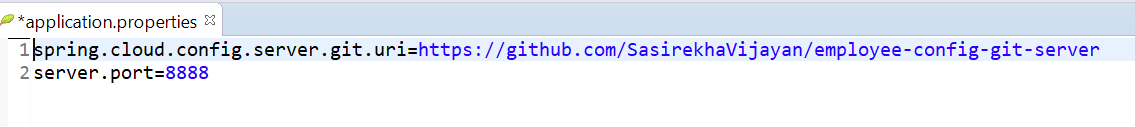 *application.properties
1 spring.cloud.config.server.git.uri=https://github.com/SasirekhaVijayan/employee-config-git-server
2 server.port=8888